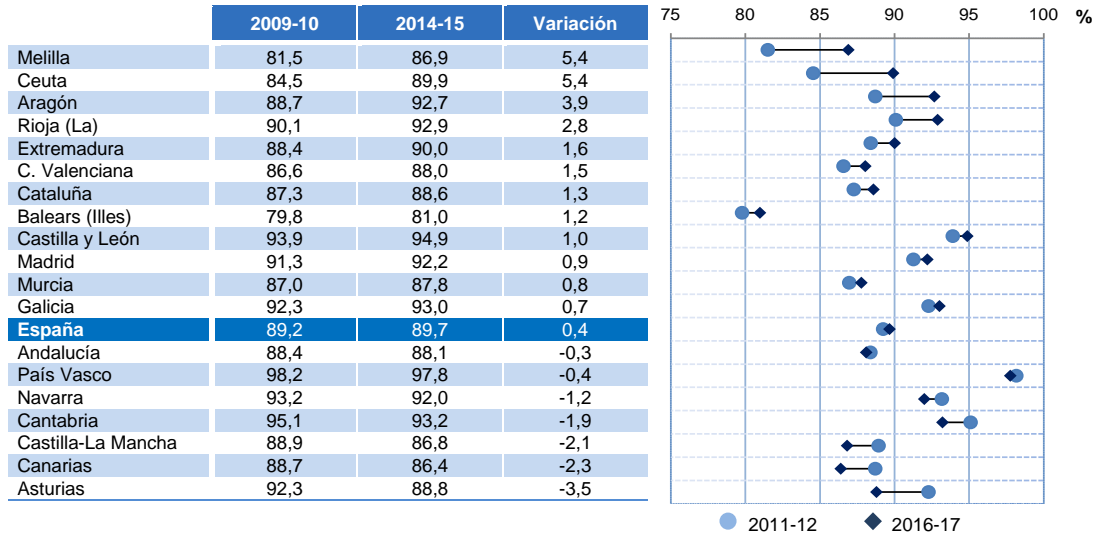 2009-10 2014-15 Variación 75 80 85 90 95 100 %
Melilla 81,5 86,9 5,4
Ceuta 84,5 89,9 5,4
Aragón 88,7 92,7 3,9
Rioja (La) 90,1 92,9 2,8
Extremadura 88,4 90,0 1,6
C. Valenciana 86,6 88,0 1,5
Cataluña 87,3 88,6 1,3
Balears (Illes) 79,8 81,0 1,2
Castilla y León 93,9 94,9 1,0
Madrid 91,3 92,2 0,9
Murcia 87,0 87,8 0,8
Galicia 92,3 93,0 0,7
España 89,2 89,7 0,4
Andalucía 88,4 88,1 -0,3
País Vasco 98,2 97,8 -0,4
Navarra 93,2 92,0 -1,2
Cantabria 95,1 93,2 -1,9
Castilla-La Mancha 88,9 86,8 -2,1
Canarias 88,7 86,4 -2,3
Asturias 92,3 88,8 -3,5
2011-12 2016-17